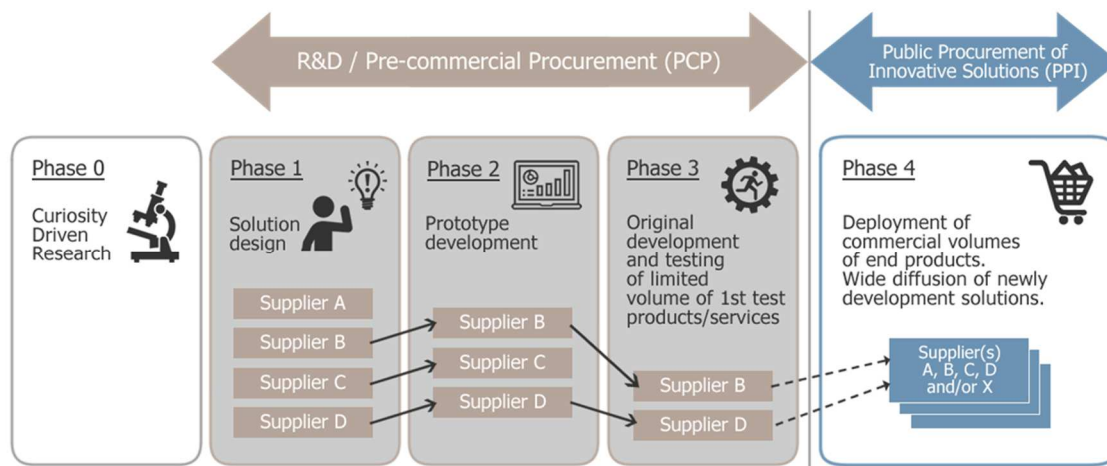 R&D / Pre-commercial Procurement (PCP)
Public Procurement of
Innovative Solutions (PPI)
Phase 0
Curiosity
Driven
Research
Phase 1
Solution
design
Supplier A
Supplier B
Supplier C
Supplier D
Phase 2
Prototype
development
Supplier B
Supplier C
Supplier D
Phase 3
Original
development
and testing
of limited
volume of 1st test
products/services
Supplier B
Supplier D
Phase 4
Deployment of
commercial volumes
of end products.
Wide diffusion of newly
development solutions.
Supplier(s)
A, B, C, D
and/or X